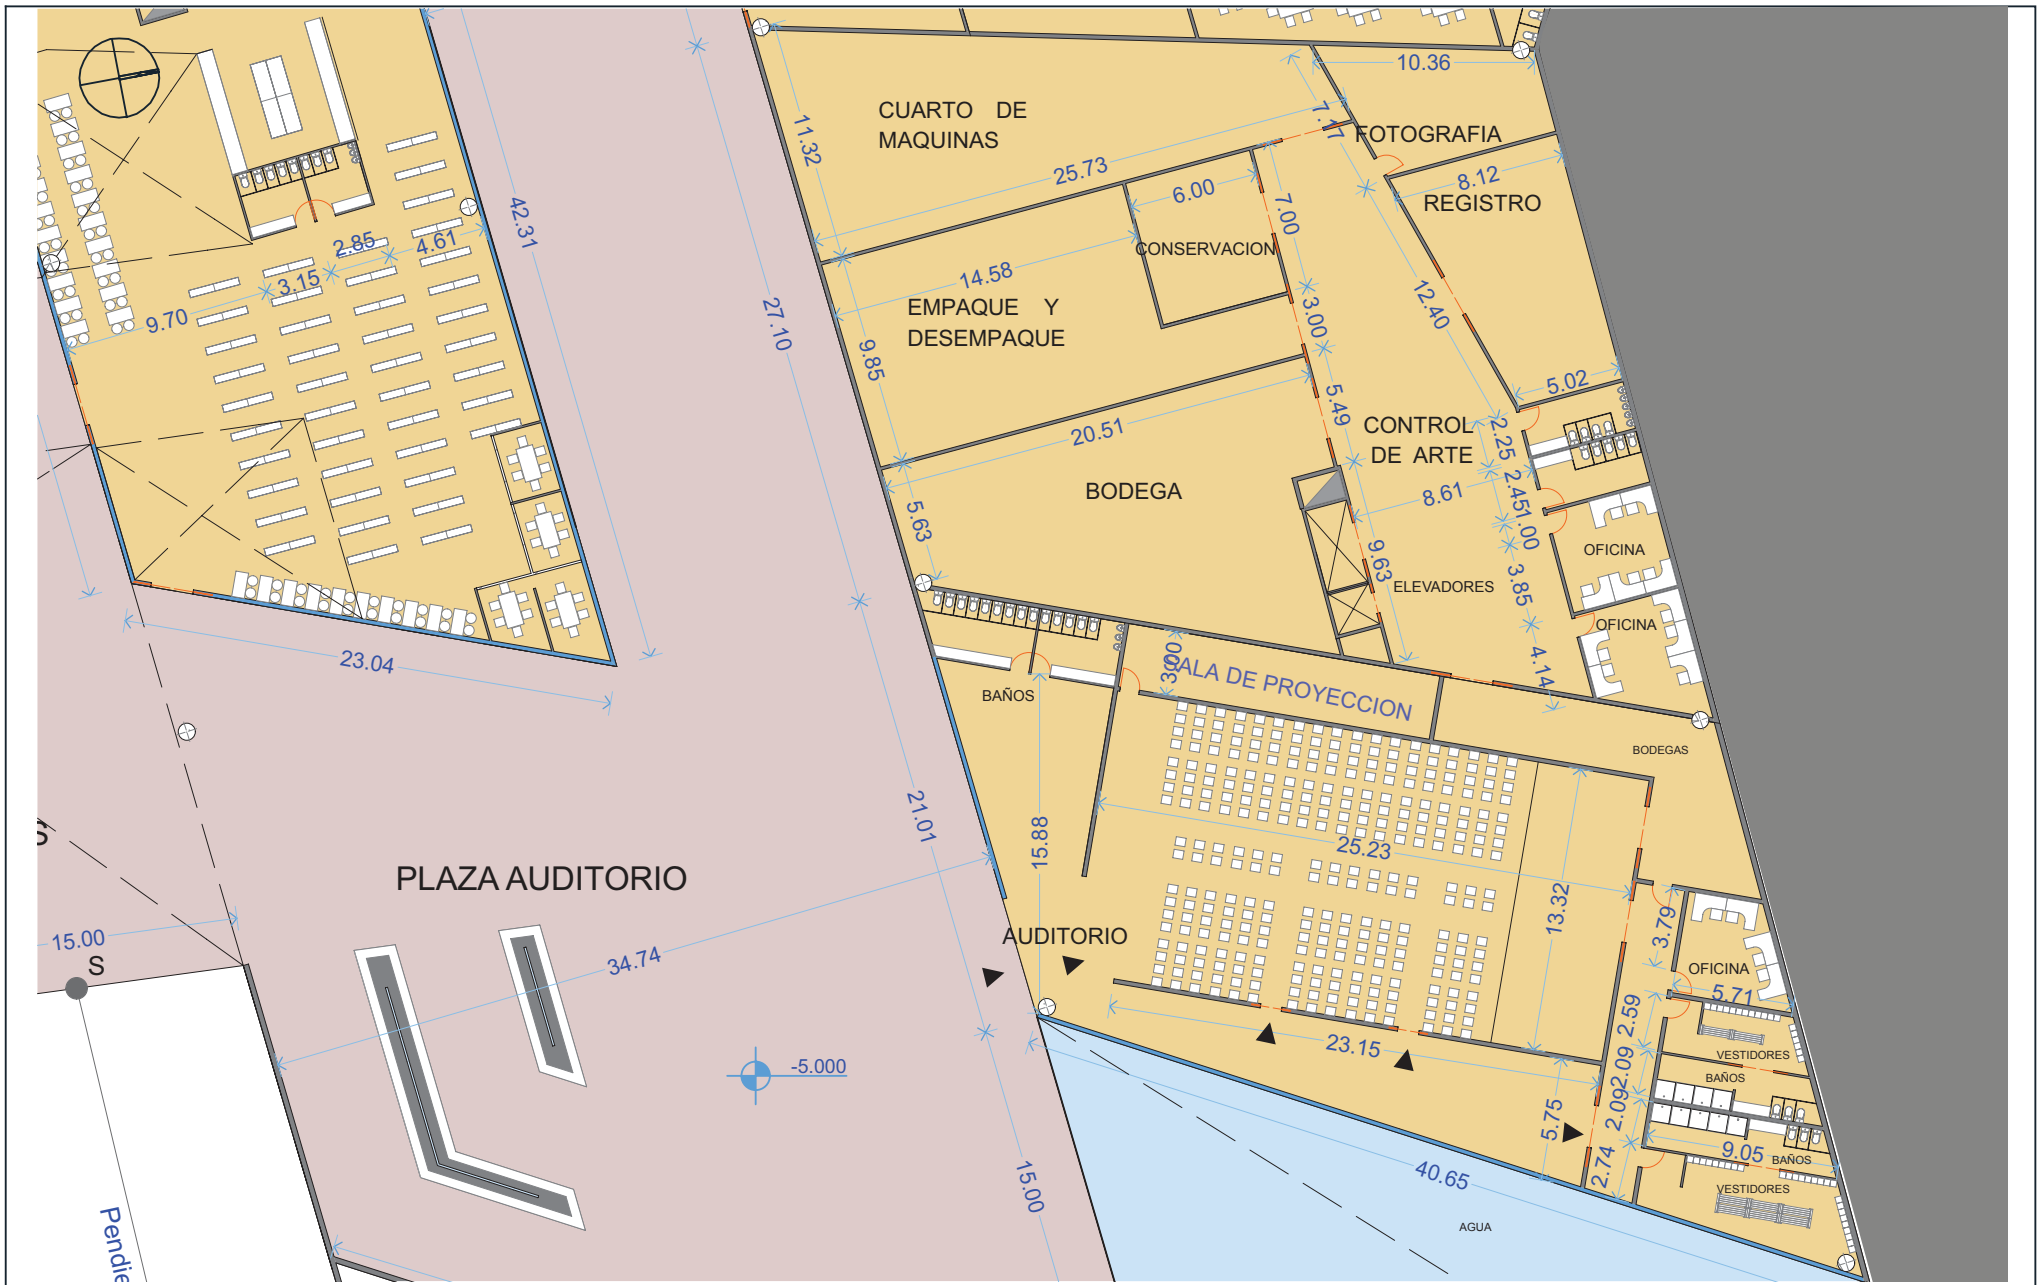 10.36
CUARTO DE
MAQUINAS
11.32
7.17
FOTOGRAFIA
25.73
6.00
8.12
REGISTRO
7.00
42.31
2.85
4.61
3.15
9.70
CONSERVACION
14.58
EMPAQUE Y
DESEMPAQUE
27.10
3.00
12.40
9.85
5.02
5.49
CONTROL
DE ARTE
20.51
2.25
BODEGA
8.61
2.45
1.00
5.63
OFICINA
9.63
ELEVADORES
3.85
OFICINA
23.04
3.00
SALA DE PROYECCION
4.14
BAÑOS
BODEGAS
21.01
15.88
25.23
PLAZA AUDITORIO
13.32
S
15.00
S
34.74
AUDITORIO
3.79
OFICINA
5.71
2.59
23.15
VESTIDORES
-5.000
2.09
BAÑOS
2.09
5.75
9.05
BAÑOS
2.74
40.65
15.00
VESTIDORES
AGUA
Pendie